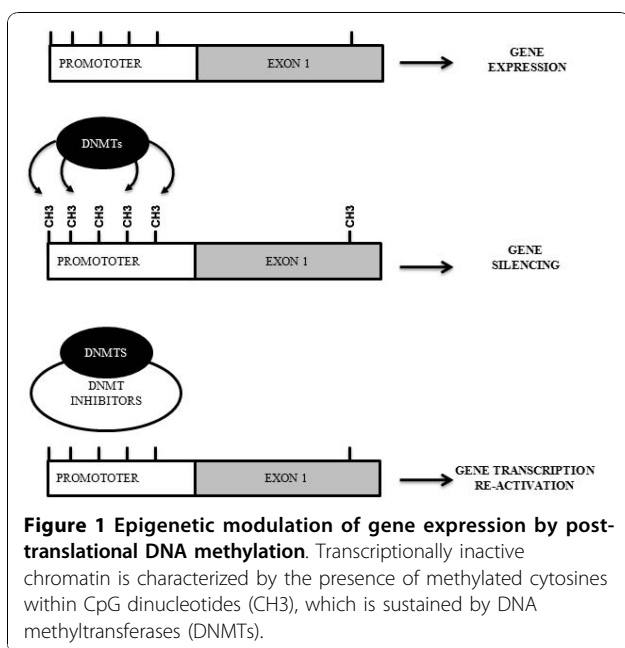 PROMOTOTER
EXON 1
GENE
EXPRESSION
DNMTs
CH3
CH3
CH3
CH3
CH3
CH3
PROMOTOTER
EXON 1
GENE
SILENCING
DNMTS
DNMT
INHIBITORS
PROMOTOTER
EXON 1
GENE TRANSCRIPTION
RE-ACTIVATION
Figure 1 Epigenetic modulation of gene expression by post-
translational DNA methylation. Transcriptionally inactive
chromatin is characterized by the presence of methylated cytosines
within CpG dinucleotides (CH3), which is sustained by DNA
methyltransferases (DNMTs).